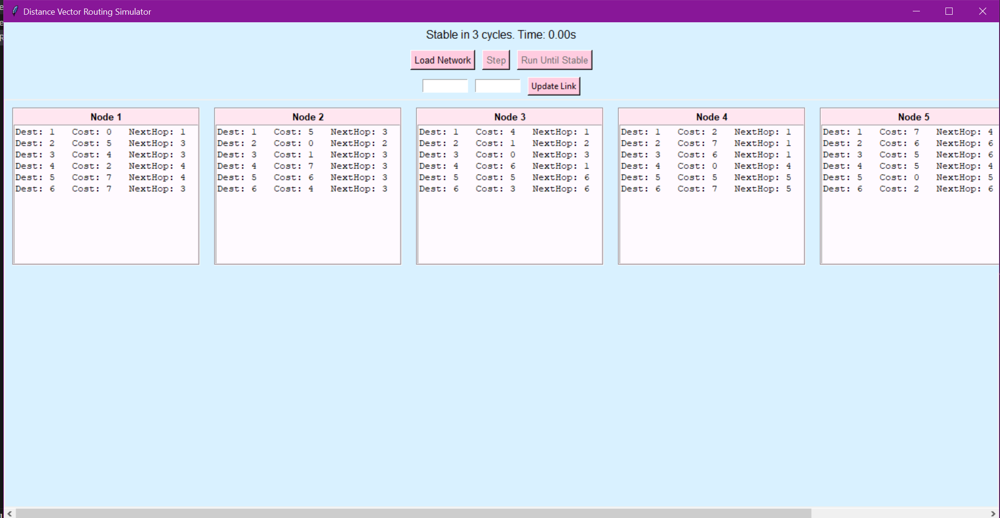 Distance Vector Routing Simulator
Stable in 3 cycles. Time: 0.00s
Load Network Step Run Until Stable
Update Link
Node 1
Dest: 1 Cost: 0 NextHop: 1
Dest: 2 Cost: 5 NextHop: 3
Dest: 3 Cost: 4 NextHop: 3
Dest: 4 Cost: 2 NextHop: 4
Dest: 5 Cost: 7 NextHop: 4
Dest: 6 Cost: 7 NextHop: 3
Node 2
Dest: 1 Cost: 5 NextHop: 3
Dest: 2 Cost: 0 NextHop: 2
Dest: 3 Cost: 1 NextHop: 3
Dest: 4 Cost: 7 NextHop: 3
Dest: 5 Cost: 6 NextHop: 3
Dest: 6 Cost: 4 NextHop: 3
Node 3
Dest: 1 Cost: 4 NextHop: 1
Dest: 2 Cost: 1 NextHop: 2
Dest: 3 Cost: 0 NextHop: 3
Dest: 4 Cost: 6 NextHop: 1
Dest: 5 Cost: 5 NextHop: 6
Dest: 6 Cost: 3 NextHop: 6
Node 4
Dest: 1 Cost: 2 NextHop: 1
Dest: 2 Cost: 7 NextHop: 1
Dest: 3 Cost: 6 NextHop: 1
Dest: 4 Cost: 0 NextHop: 4
Dest: 5 Cost: 5 NextHop: 5
Dest: 6 Cost: 7 NextHop: 5
Node 5
Dest: 1 Cost: 7 NextHop: 4
Dest: 2 Cost: 6 NextHop: 6
Dest: 3 Cost: 5 NextHop: 6
Dest: 4 Cost: 5 NextHop: 4
Dest: 5 Cost: 0 NextHop: 5
Dest: 6 Cost: 2 NextHop: 6